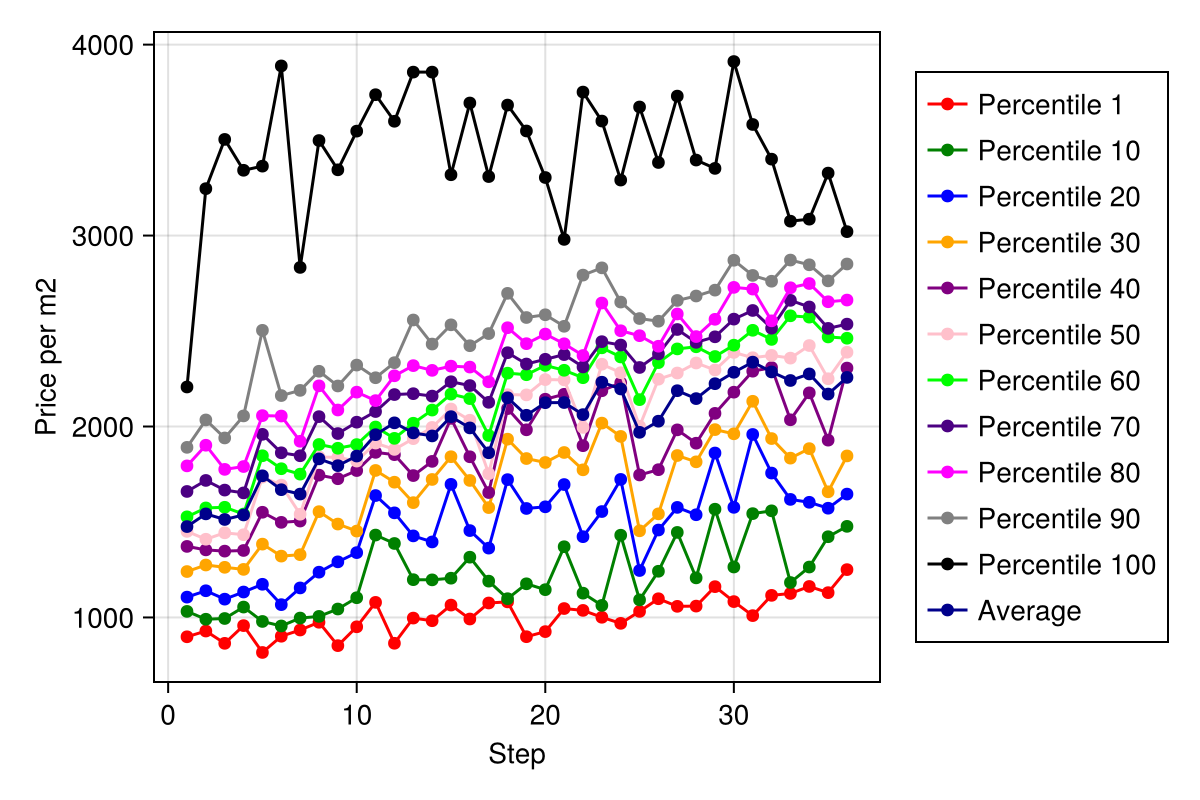 4000
3000
2000
1000
Price per m2
0 10 20 30
Step
Percentile 1
Percentile 10
Percentile 20
Percentile 30
Percentile 40
Percentile 50
Percentile 60
Percentile 70
Percentile 80
Percentile 90
Percentile 100
Average